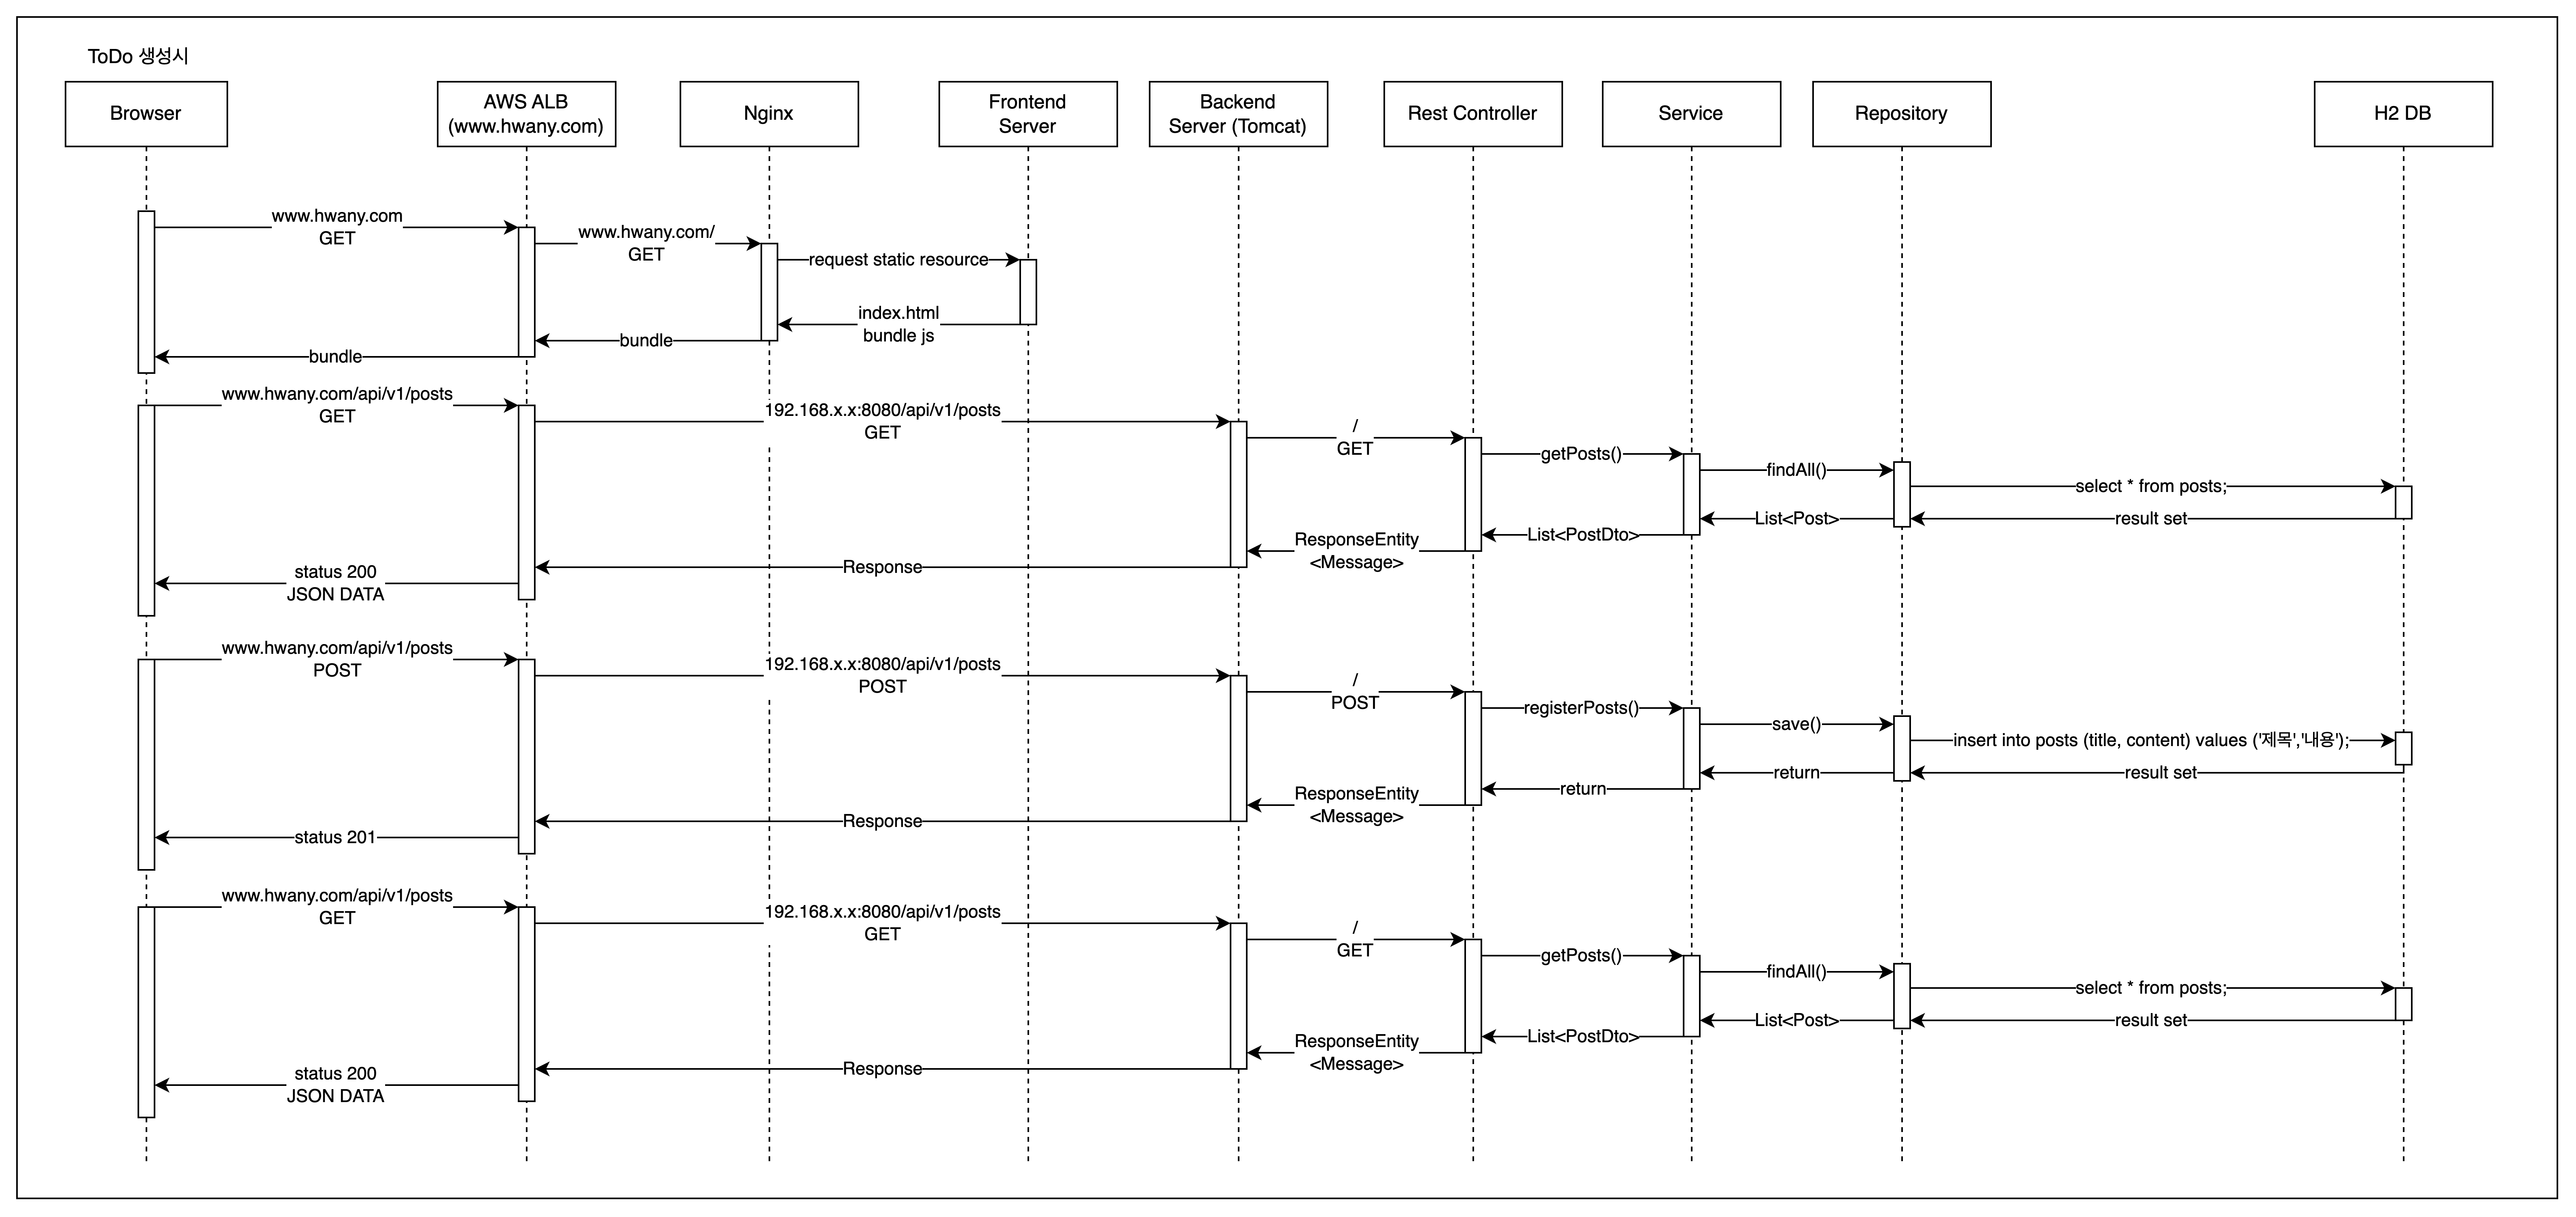 ToDo 생성시
Browser
AWS ALB
(www.hwany.com)
Nginx
Frontend
Server
Backend
Server (Tomcat)
Rest Controller
Service
Repository
H2 DB
www.hwany.com
GET
www.hwany.com/
GET
request static resource
index.html
bundle js
bundle
bundle
www.hwany.com/api/v1/posts
GET
192.168.x.x:8080/api/v1/posts
GET
/
GET
getPosts()
findAll()
select * from posts;
result set
List<Post>
List<PostDto>
ResponseEntity
<Message>
Response
status 200
JSON DATA
www.hwany.com/api/v1/posts
POST
192.168.x.x:8080/api/v1/posts
POST
/
POST
registerPosts()
save()
insert into posts (title, content) values ('제목','내용');
result set
return
return
ResponseEntity
<Message>
Response
status 201
www.hwany.com/api/v1/posts
GET
192.168.x.x:8080/api/v1/posts
GET
/
GET
getPosts()
findAll()
select * from posts;
result set
List<Post>
List<PostDto>
ResponseEntity
<Message>
Response
status 200
JSON DATA